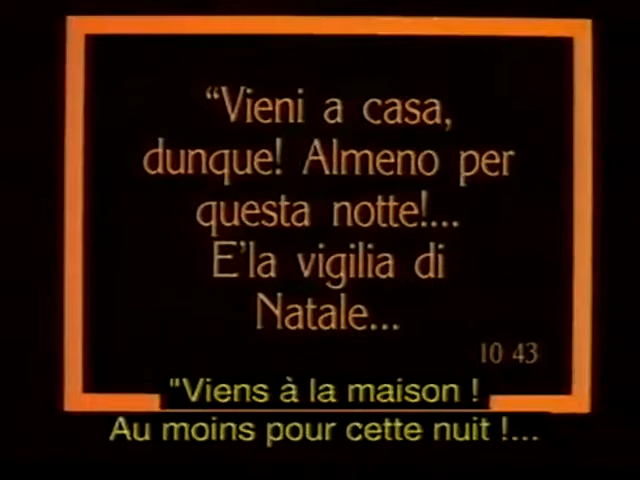 “Vieni a casa,
dunque! Almeno per
questa notte!...
E'la vigilia di
Natale...
10 43
"Viens à la maison !
Au moins pour cette nuit !...